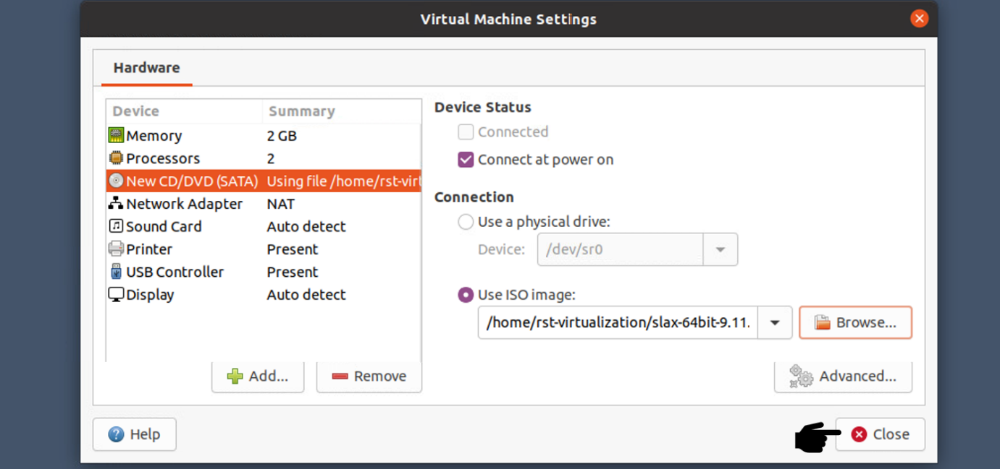 Virtual Machine Settings
Hardware
Device Summary
Memory 2 GB
Processors 2
New CD/DVD (SATA) Using file /home/rst-virt
Network Adapter NAT
Sound Card Auto detect
Printer Present
USB Controller Present
Display Auto detect
Add... Remove
Device Status
Connected
Connect at power on
Connection
Use a physical drive:
Device: /dev/sr0
Use ISO image:
/home/rst-virtualization/slax-64bit-9.11. Browse...
Advanced...
Help Close